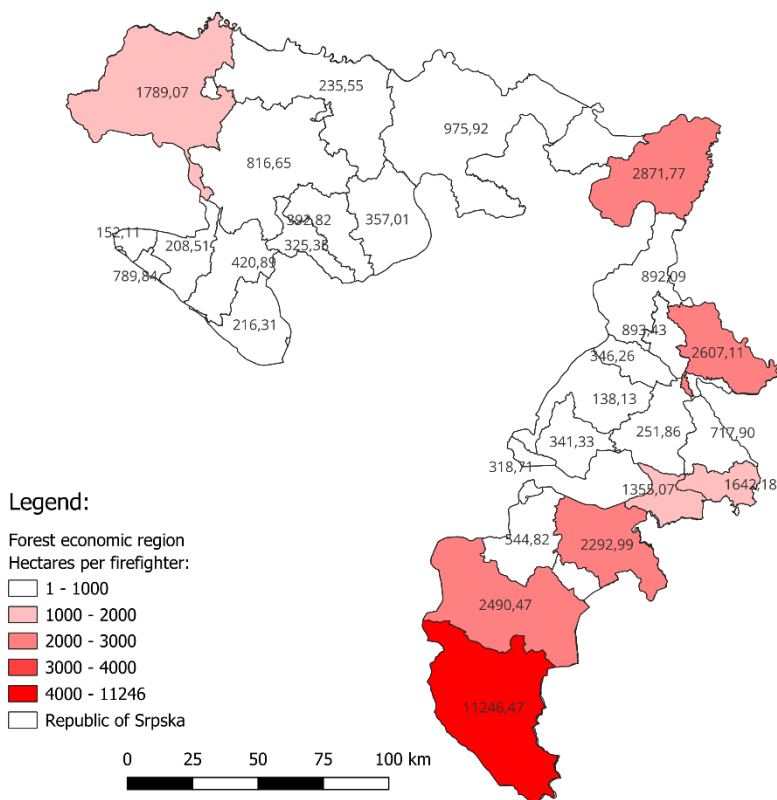 1789,07
235,55
975,92
816,65
2871,77
392,82
357,01
152,11
208,51
325,35
420,89
789,84
892,09
216,31
893,43
2607,11
346,26
138,13
251,86
717,90
341,33
318,71
1355,07
1642,18
544,82
2292,99
2490,47
11246,47
Legend:
Forest economic region
Hectares per firefighter:
1 - 1000
1000 - 2000
2000 - 3000
3000 - 4000
4000 - 11246
Republic of Srpska
0 25 50 75 100 km